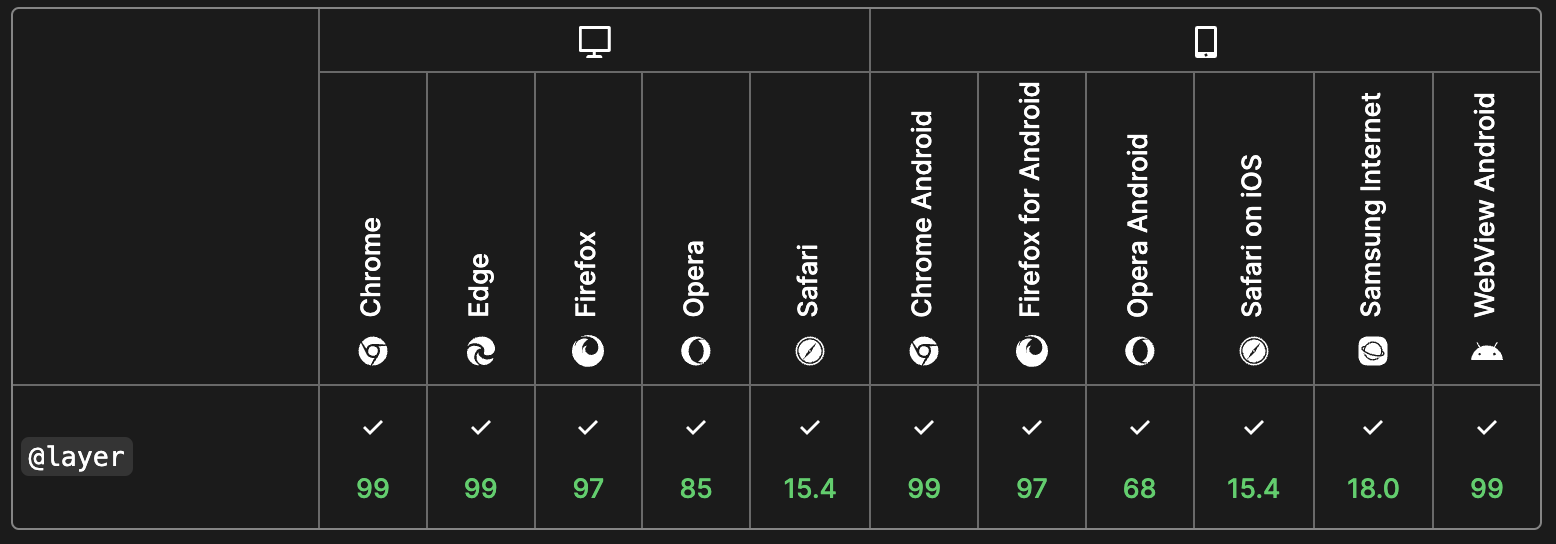 Chrome
Edge
Firefox
Opera
Safari
Chrome Android
Firefox for Android
Opera Android
Safari on iOS
Samsung Internet
WebView Android
@layer
99
99
97
85
15.4
99
97
68
15.4
18.0
99